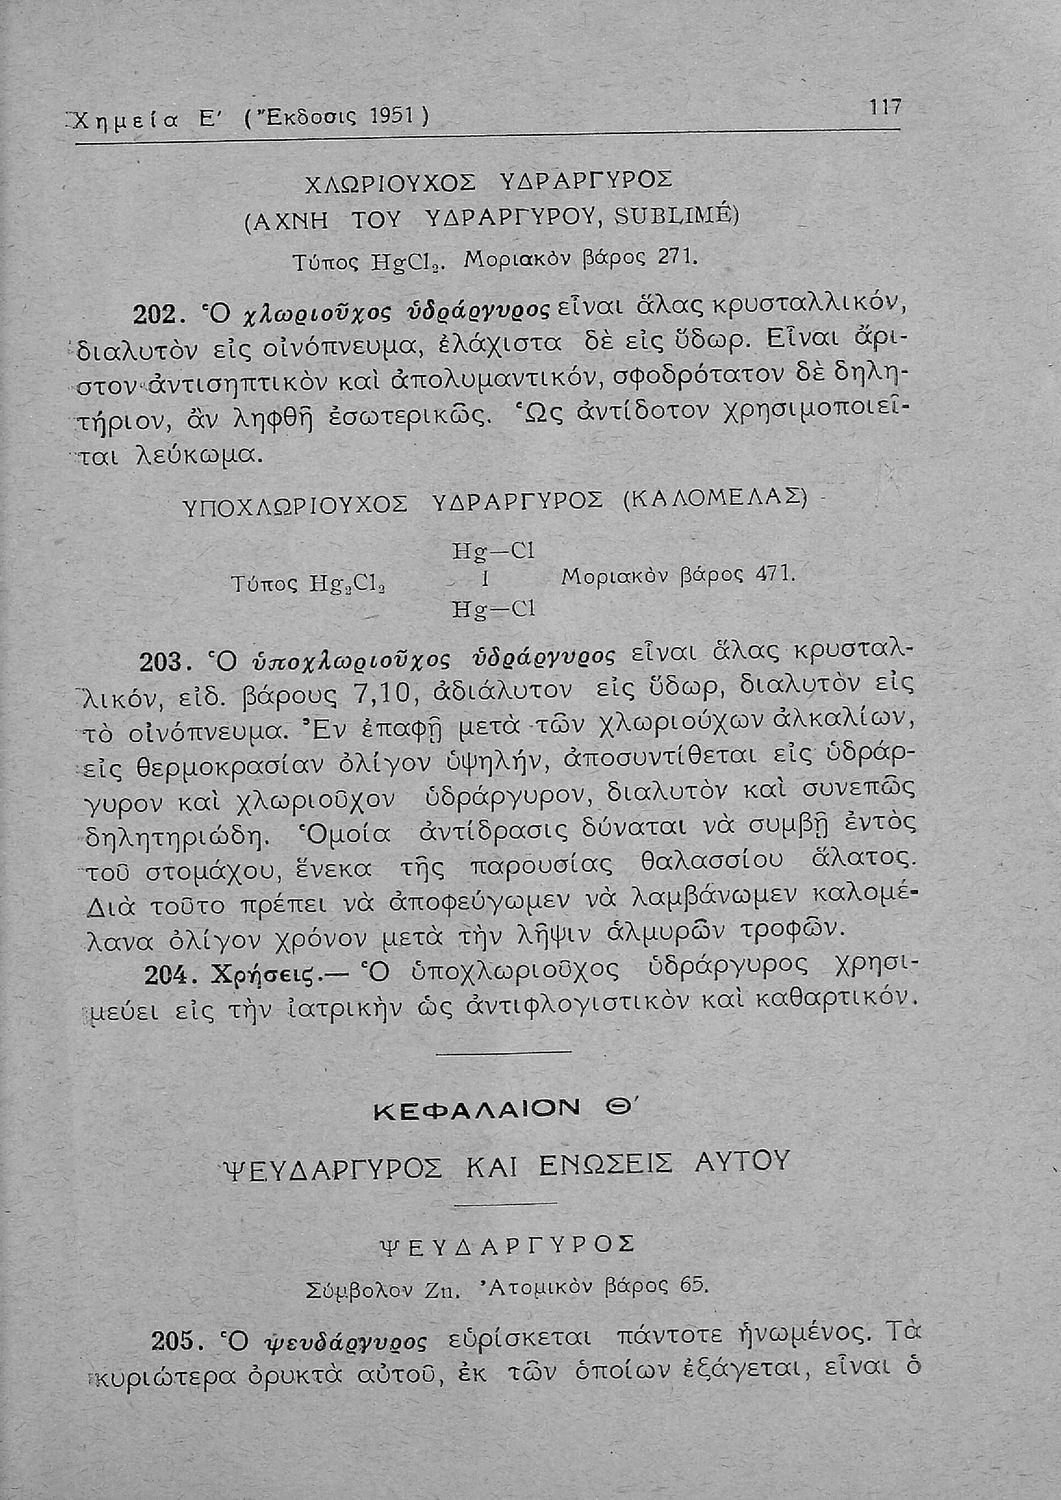 Χημεία Ε΄ (Ἔκδοσις 1951) 117
ΧΛΩΡΙΟΥΧΟΣ ΥΔΡΑΡΓΥΡΟΣ
(ΑΧΝΗ ΤΟΥ ΥΔΡΑΡΓΥΡΟΥ, SUBLIMÉ)
Τύπος HgCl₂. Μοριακὸν βάρος 271.
202. Ὁ χλωριοῦχος ὑδράργυρος εἶναι ἅλας κρυσταλλικόν,
διαλυτὸν εἰς οἰνόπνευμα, ἐλάχιστα δὲ εἰς ὕδωρ. Εἶναι ἄρι-
στον ἀντισηπτικὸν καὶ ἀπολυμαντικόν, σφοδρότατον δὲ δηλη-
τήριον, ἂν ληφθῇ ἐσωτερικῶς. Ὡς ἀντίδοτον χρησιμοποιεῖ-
ται λεύκωμα.
ΥΠΟΧΛΩΡΙΟΥΧΟΣ ΥΔΡΑΡΓΥΡΟΣ (ΚΑΛΟΜΕΛΑΣ)
Hg—Cl
Τύπος Hg₂Cl₂ | Μοριακὸν βάρος 471.
Hg—Cl
203. Ὁ ὑποχλωριοῦχος ὑδράργυρος εἶναι ἅλας κρυσταλ-
λικόν, εἰδ. βάρους 7,10, ἀδιάλυτον εἰς ὕδωρ, διαλυτὸν εἰς
τὸ οἰνόπνευμα. Ἐν ἐπαφῇ μετὰ τῶν χλωριούχων ἀλκαλίων,
εἰς θερμοκρασίαν ὀλίγον ὑψηλήν, ἀποσυντίθεται εἰς ὑδράρ-
γυρον καὶ χλωριοῦχον ὑδράργυρον, διαλυτὸν καὶ συνεπῶς
δηλητηριώδη. Ὁμοία ἀντίδρασις δύναται νὰ συμβῇ ἐντὸς
τοῦ στομάχου, ἕνεκα τῆς παρουσίας θαλασσίου ἅλατος.
Διὰ τοῦτο πρέπει νὰ ἀποφεύγωμεν νὰ λαμβάνωμεν καλομέ-
λανα ὀλίγον χρόνον μετὰ τὴν λῆψιν ἁλμυρῶν τροφῶν.
204. Χρήσεις.— Ὁ ὑποχλωριοῦχος ὑδράργυρος χρησι-
μεύει εἰς τὴν ἰατρικὴν ὡς ἀντιφλογιστικὸν καὶ καθαρτικόν.
ΚΕΦΑΛΑΙΟΝ Θ΄
ΨΕΥΔΑΡΓΥΡΟΣ ΚΑΙ ΕΝΩΣΕΙΣ ΑΥΤΟΥ
ΨΕΥΔΑΡΓΥΡΟΣ
Σύμβολον Zn. Ἀτομικὸν βάρος 65.
205. Ὁ ψευδάργυρος εὑρίσκεται πάντοτε ἡνωμένος. Τὰ
κυριώτερα ὀρυκτὰ αὐτοῦ, ἐκ τῶν ὁποίων ἐξάγεται, εἶναι ὁ